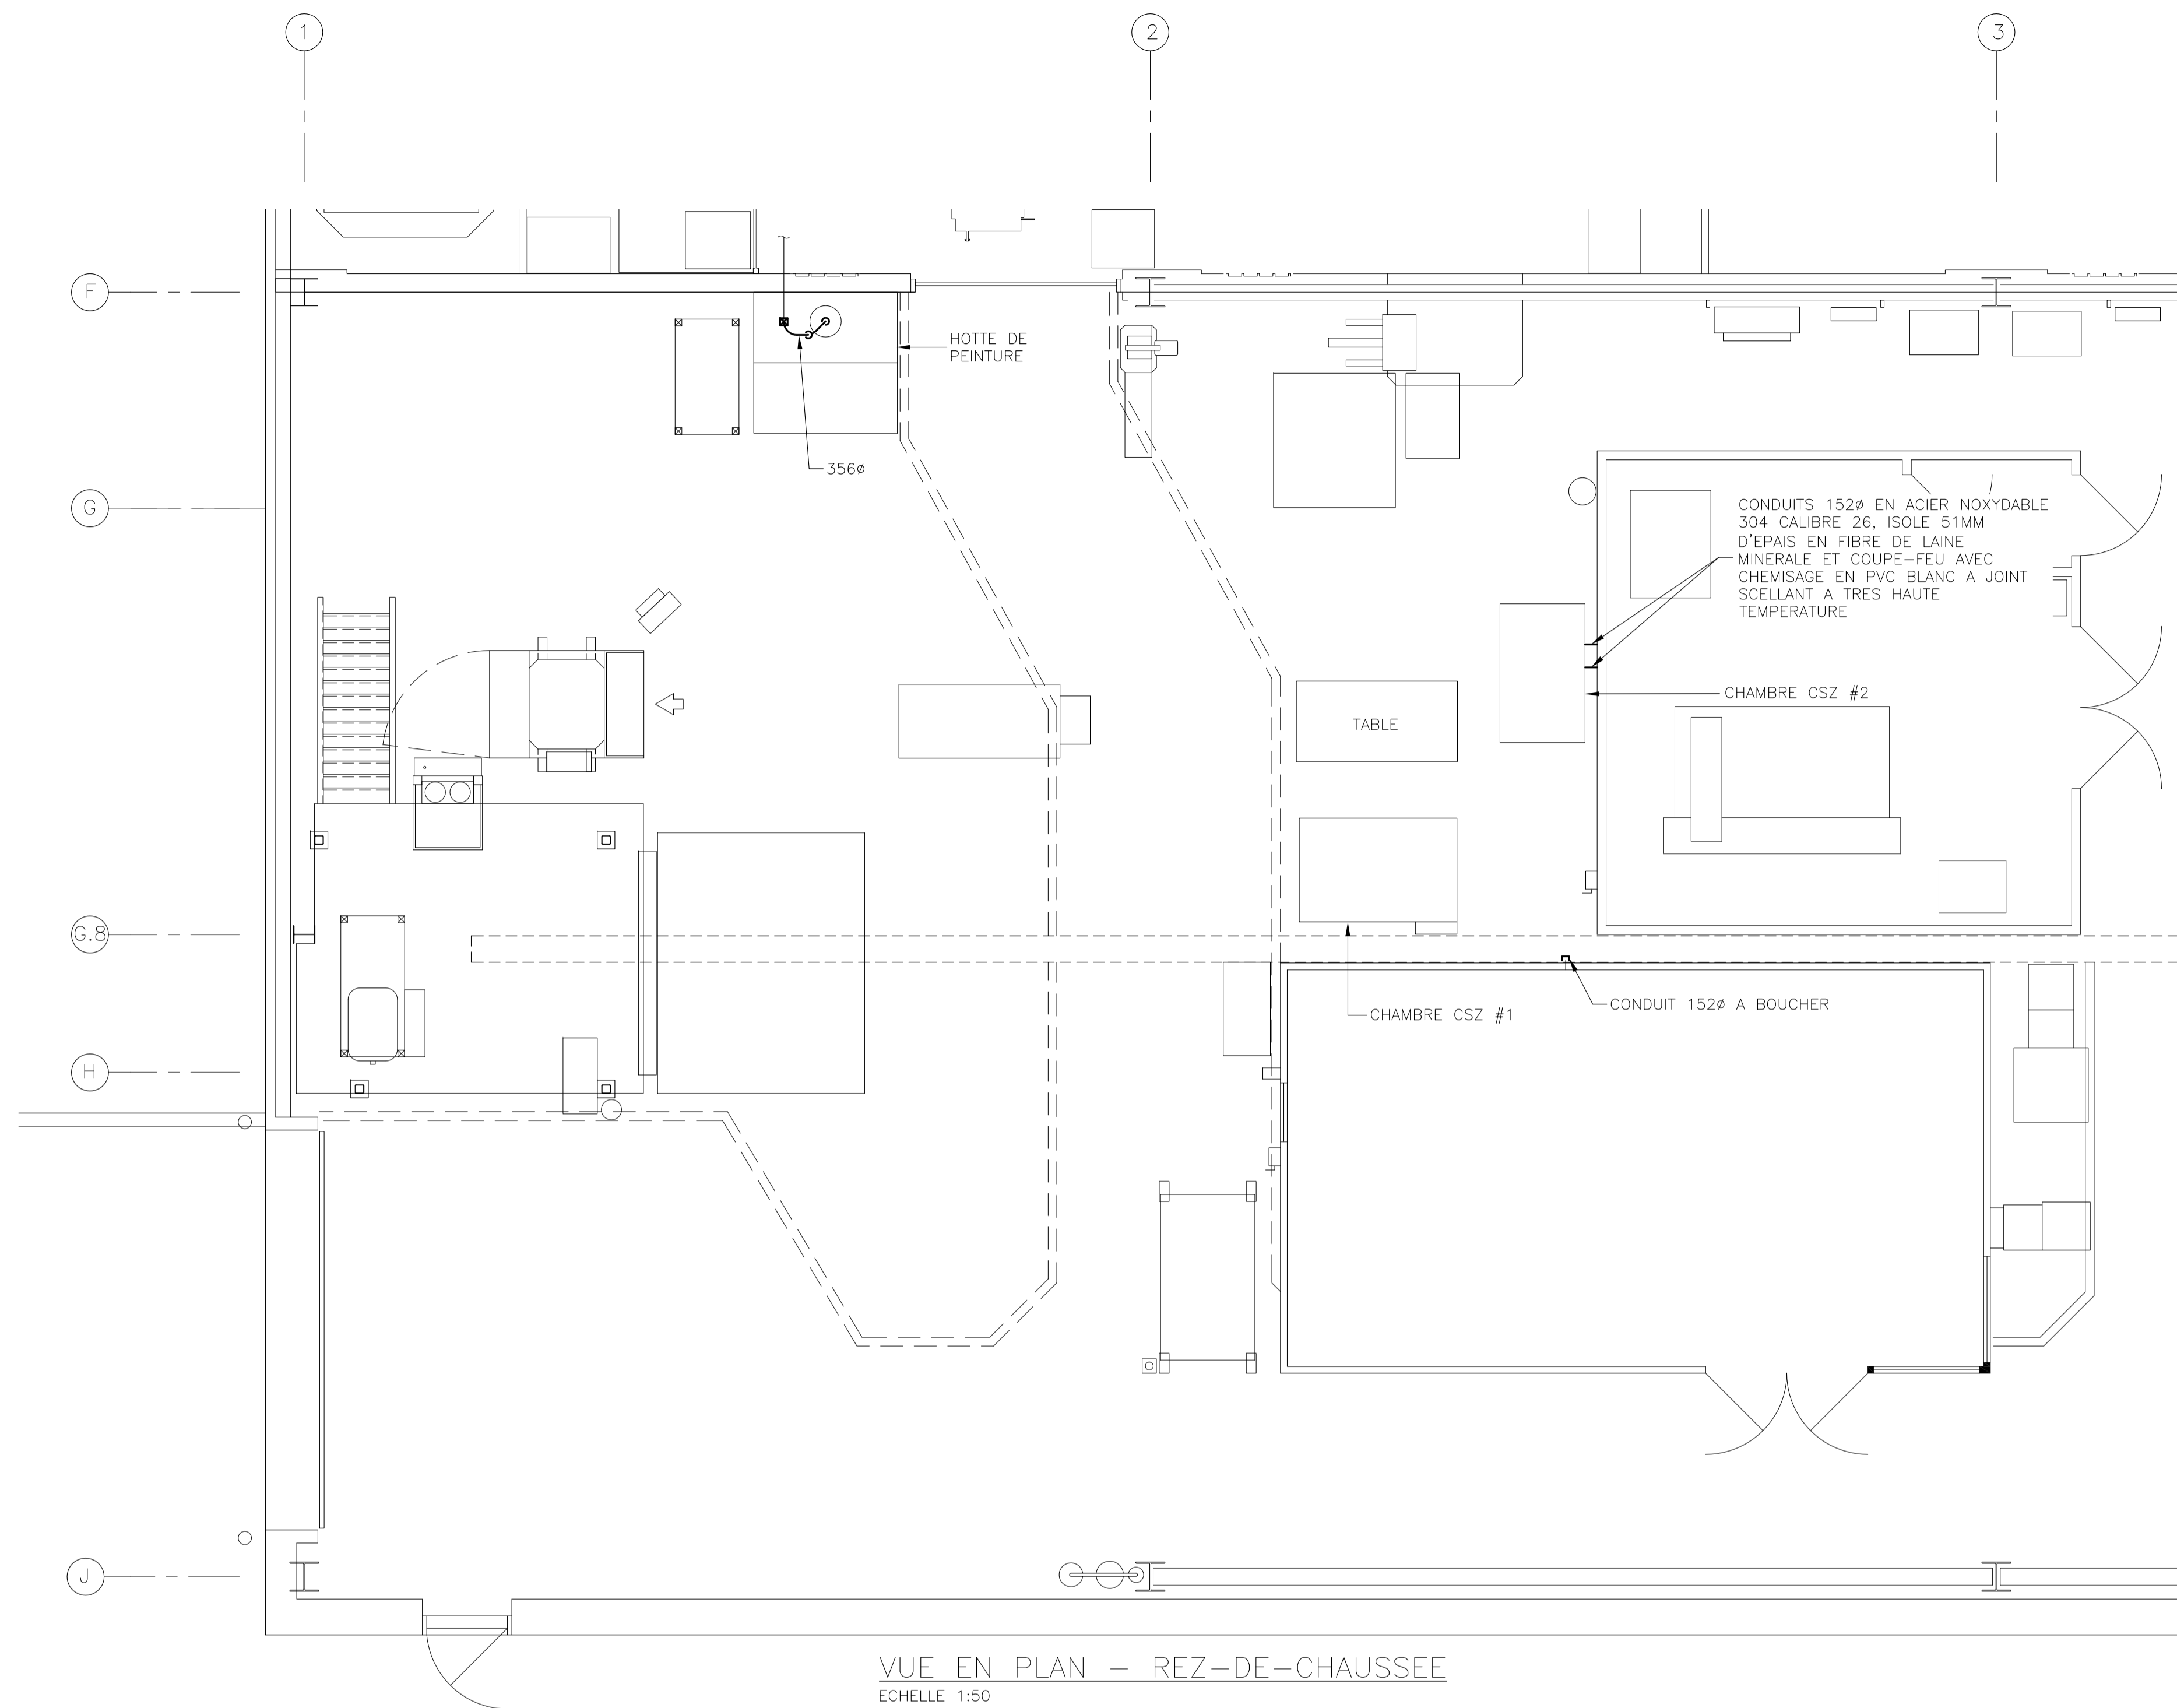 1
2
3
F
HOTTE DE
PEINTURE
356ø
G
CONDUITS 152ø EN ACIER NOXYDABLE
304 CALIBRE 26, ISOLE 51MM
D'EPAIS EN FIBRE DE LAINE
MINERALE ET COUPE-FEU AVEC
CHEMISAGE EN PVC BLANC A JOINT
SCELLANT A TRES HAUTE
TEMPERATURE
CHAMBRE CSZ #2
TABLE
G.8
CONDUIT 152ø A BOUCHER
CHAMBRE CSZ #1
H
J
VUE EN PLAN - REZ-DE-CHAUSSEE
ECHELLE 1:50